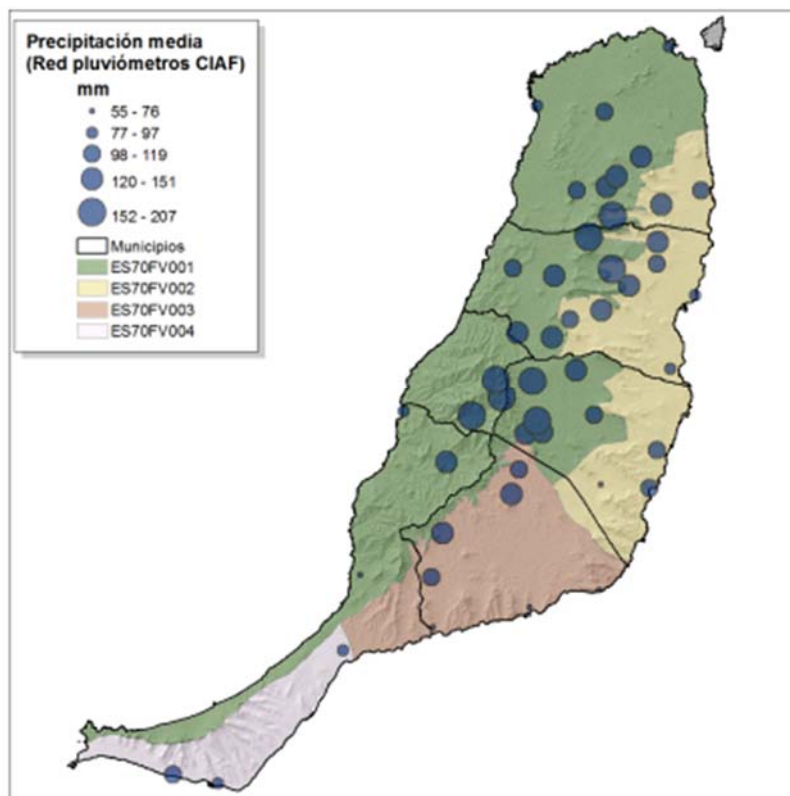 Precipitación media
(Red pluviómetros CIAF)
mm
55 - 76
77 - 97
98 - 119
120 - 151
152 - 207
Municipios
ES70FV001
ES70FV002
ES70FV003
ES70FV004